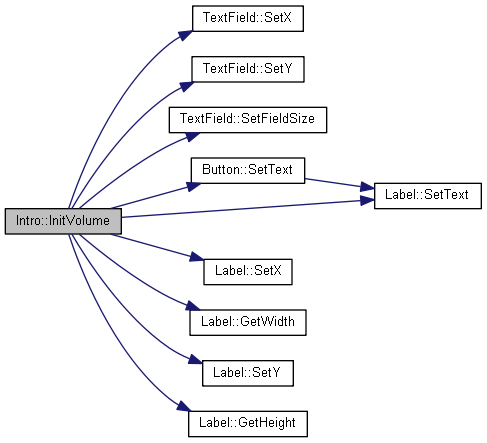 TextField::SetX
TextField::SetY
TextField::SetFieldSize
Button::SetText
Label::SetText
Intro::InitVolume
Label::SetX
Label::GetWidth
Label::SetY
Label::GetHeight